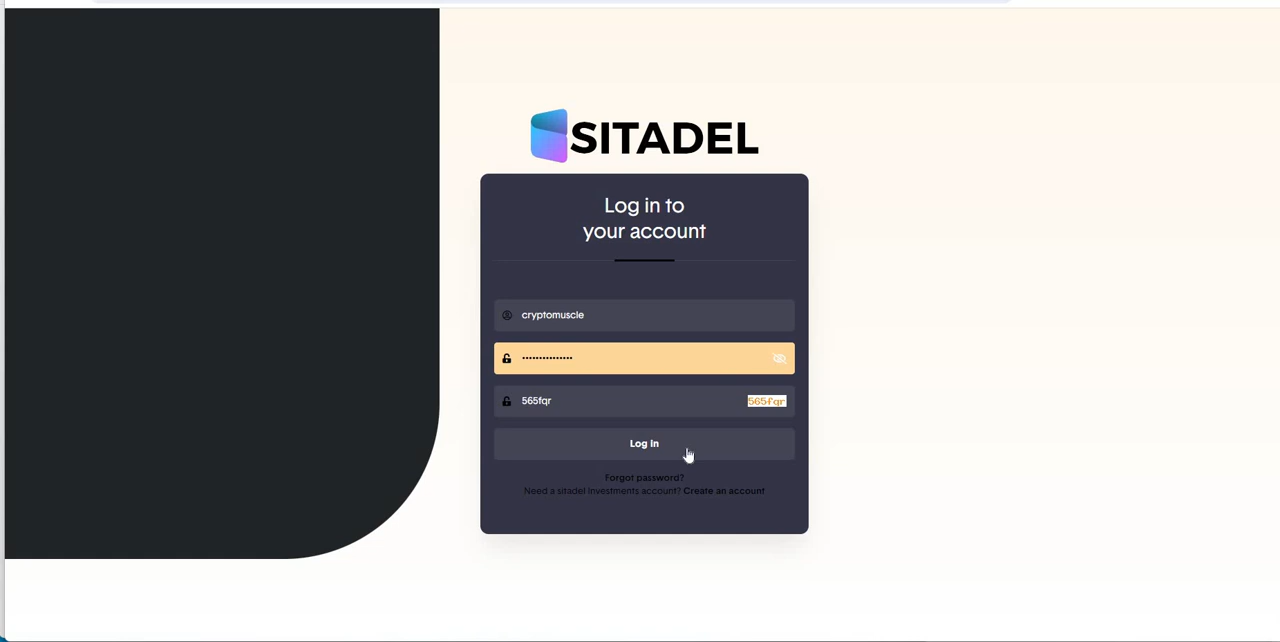 SITADEL
Log in to
your account
cryptomuscle
•••••••••••••••
565fqr 565fqr
Log in
Forgot password?
Need a sitadel investments account? Create an account